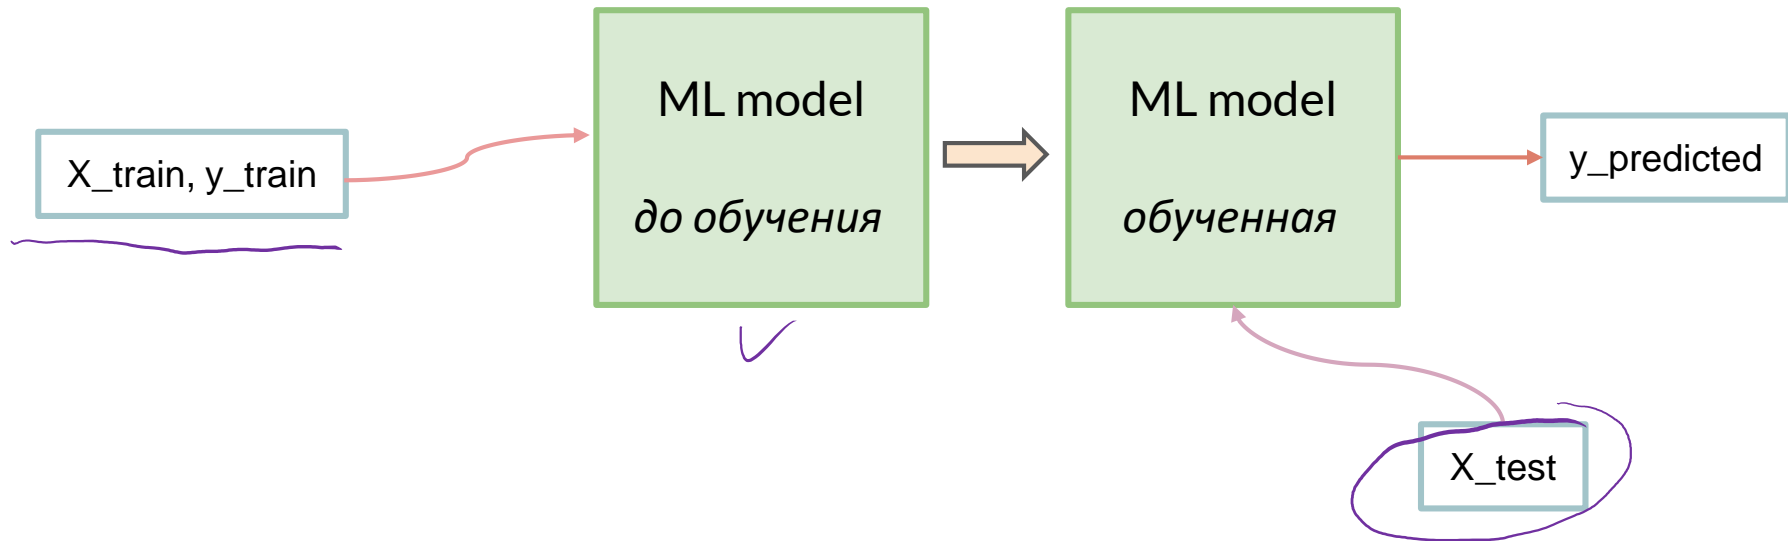 X_train, y_train
ML model
до обучения
ML model
обученная
y_predicted
X_test